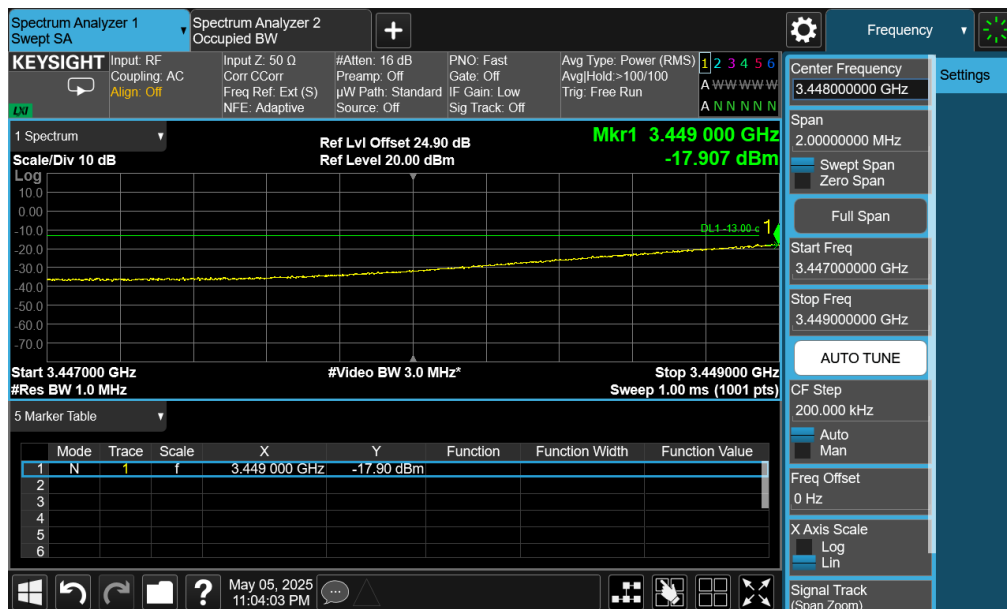 Spectrum Analyzer 1
Swept SA
Spectrum Analyzer 2
Occupied BW
Frequency
KEYSIGHT
LXI
Input: RF
Coupling: AC
Align: Off
Input Z: 50 Ω
Corr CCorr
Freq Ref: Ext (S)
NFE: Adaptive
#Atten: 16 dB
Preamp: Off
µW Path: Standard
Source: Off
PNO: Fast
Gate: Off
IF Gain: Low
Sig Track: Off
Avg Type: Power (RMS)
Avg|Hold:>100/100
Trig: Free Run
1 2 3 4 5 6
A W W W W W
A N N N N N
1 Spectrum
Scale/Div 10 dB
Ref Lvl Offset 24.90 dB
Ref Level 20.00 dBm
Mkr1 3.449 000 GHz
-17.907 dBm
Log
10.0
0.00
-10.0
-20.0
-30.0
-40.0
-50.0
-60.0
-70.0
DL1 -13.00
1
Start 3.447000 GHz
#Video BW 3.0 MHz*
Stop 3.449000 GHz
#Res BW 1.0 MHz
Sweep 1.00 ms (1001 pts)
5 Marker Table
Mode Trace Scale X Y Function Function Width Function Value
1 N 1 f 3.449 000 GHz -17.90 dBm
2
3
4
5
6
May 05, 2025
11:04:03 PM
Center Frequency
3.448000000 GHz
Settings
Span
2.00000000 MHz
Swept Span
Zero Span
Full Span
Start Freq
3.447000000 GHz
Stop Freq
3.449000000 GHz
AUTO TUNE
CF Step
200.000 kHz
Auto
Man
Freq Offset
0 Hz
X Axis Scale
Log
Lin
Signal Track
(Span Zoom)